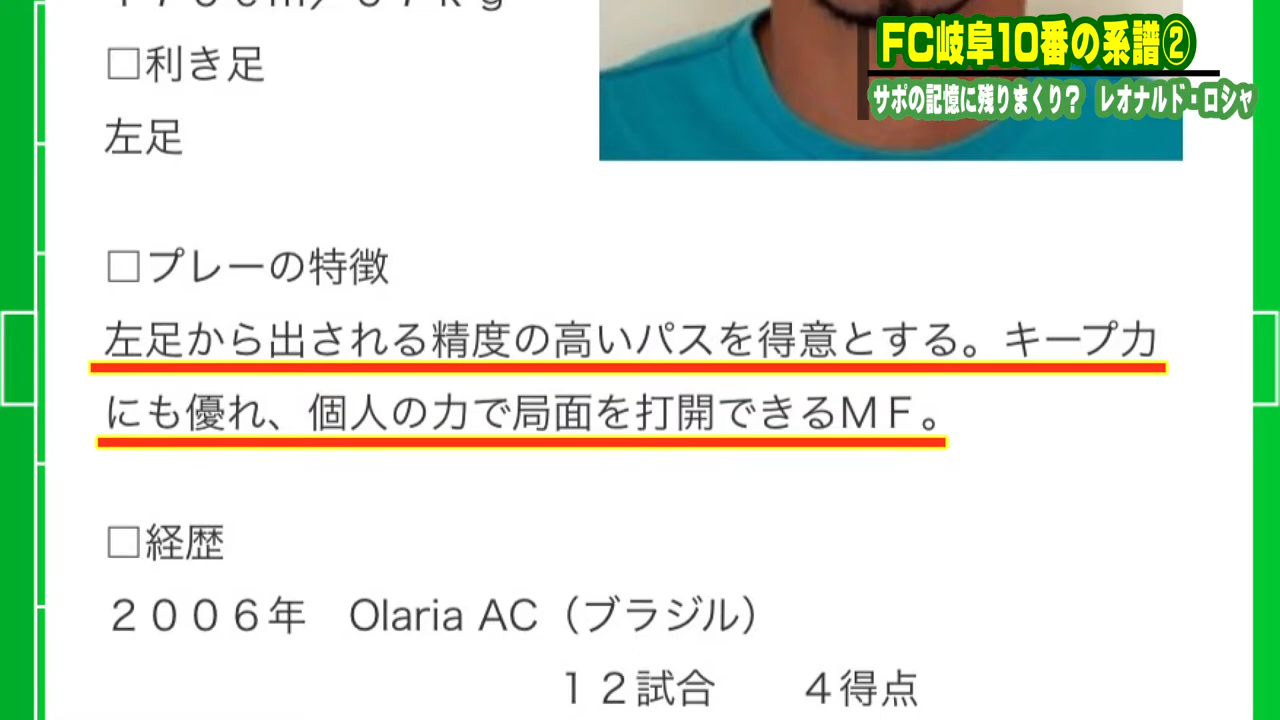 FC岐阜10番の系譜②
サポの記憶に残りまくり？　レオナルド・ロシャ
□利き足
左足
□プレーの特徴
左足から出される精度の高いパスを得意とする。キープ力
にも優れ、個人の力で局面を打開できるＭＦ。
□経歴
２００６年　Olaria AC（ブラジル）
１２試合　　４得点